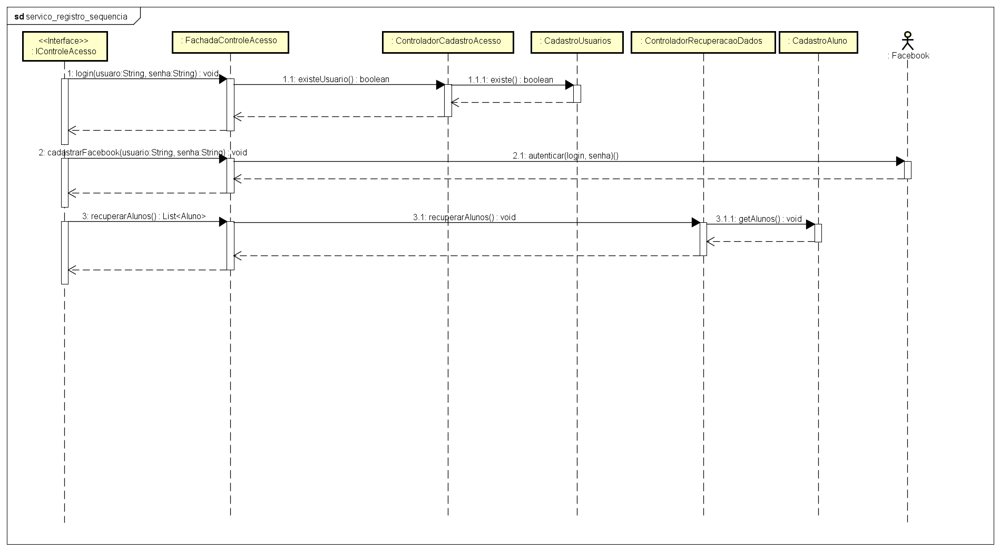 sd servico_registro_sequencia
<<Interface>>
: IControleAcesso
: FachadaControleAcesso
: ControladorCadastroAcesso
: CadastroUsuarios
: ControladorRecuperacaoDados
: CadastroAluno
: Facebook
1: login(usuaro:String, senha:String) : void
1.1: existeUsuario() : boolean
1.1.1: existe() : boolean
2: cadastrarFacebook(usuario:String, senha:String) : void
2.1: autenticar(login, senha)()
3: recuperarAlunos() : List<Aluno>
3.1: recuperarAlunos() : void
3.1.1: getAlunos() : void